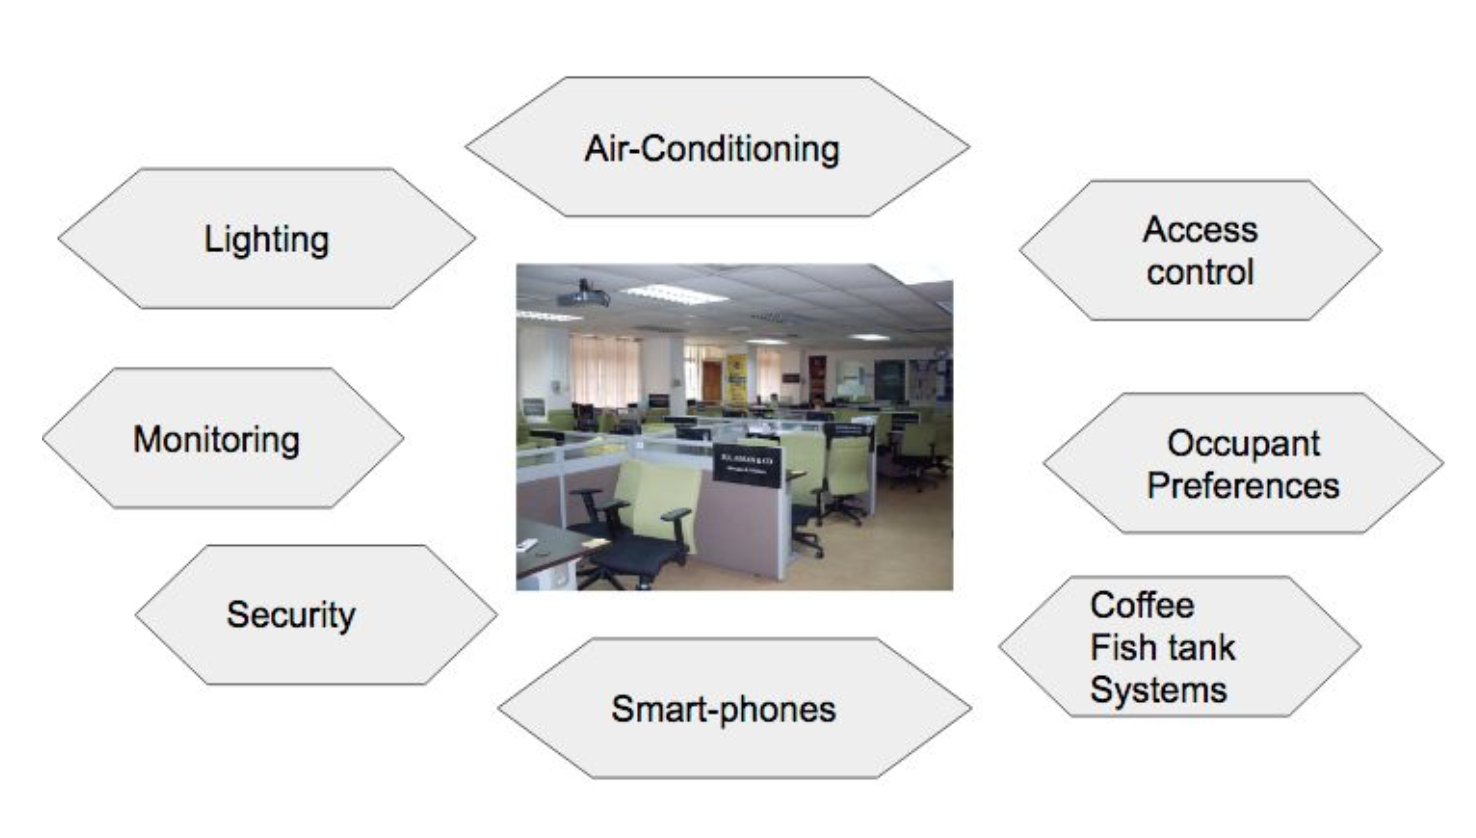 Air-Conditioning
Lighting
Access
control
Monitoring
Occupant
Preferences
Security
Coffee
Fish tank
Systems
Smart-phones